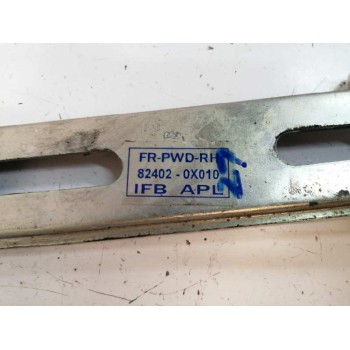 FR-PWD-RH
82402 - 0X010
IFB APL